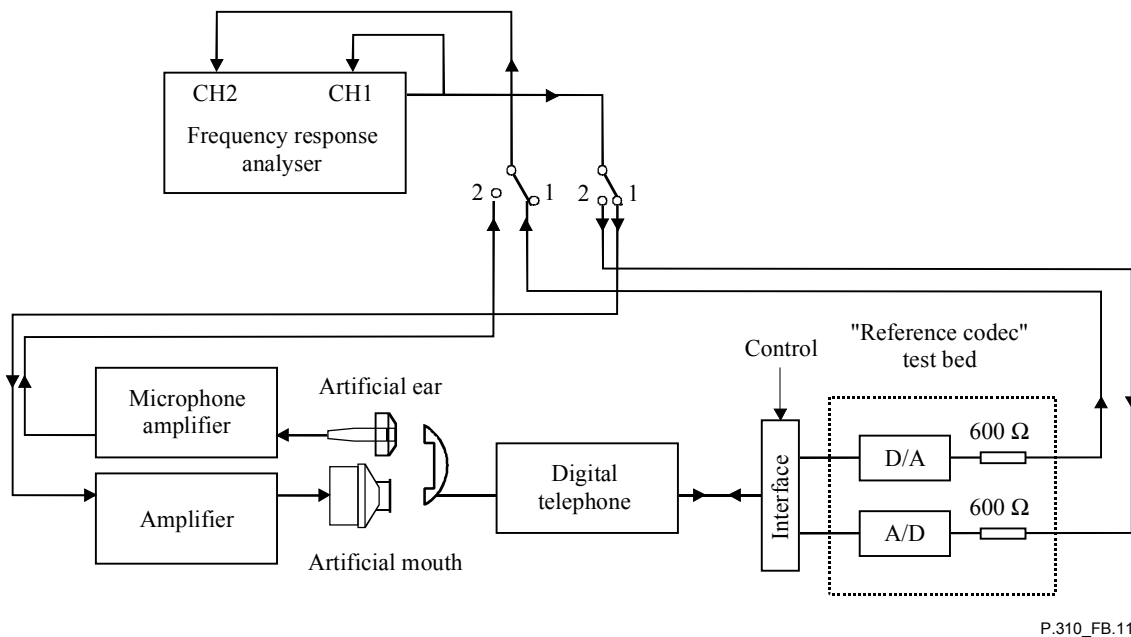 CH2 CH1
Frequency response
analyser
2 1 2 1
"Reference codec"
test bed
Control
Microphone
amplifier
Artificial ear
600 Ω
D/A
Digital
telephone
Interface
600 Ω
A/D
Amplifier
Artificial mouth
P.310_FB.11